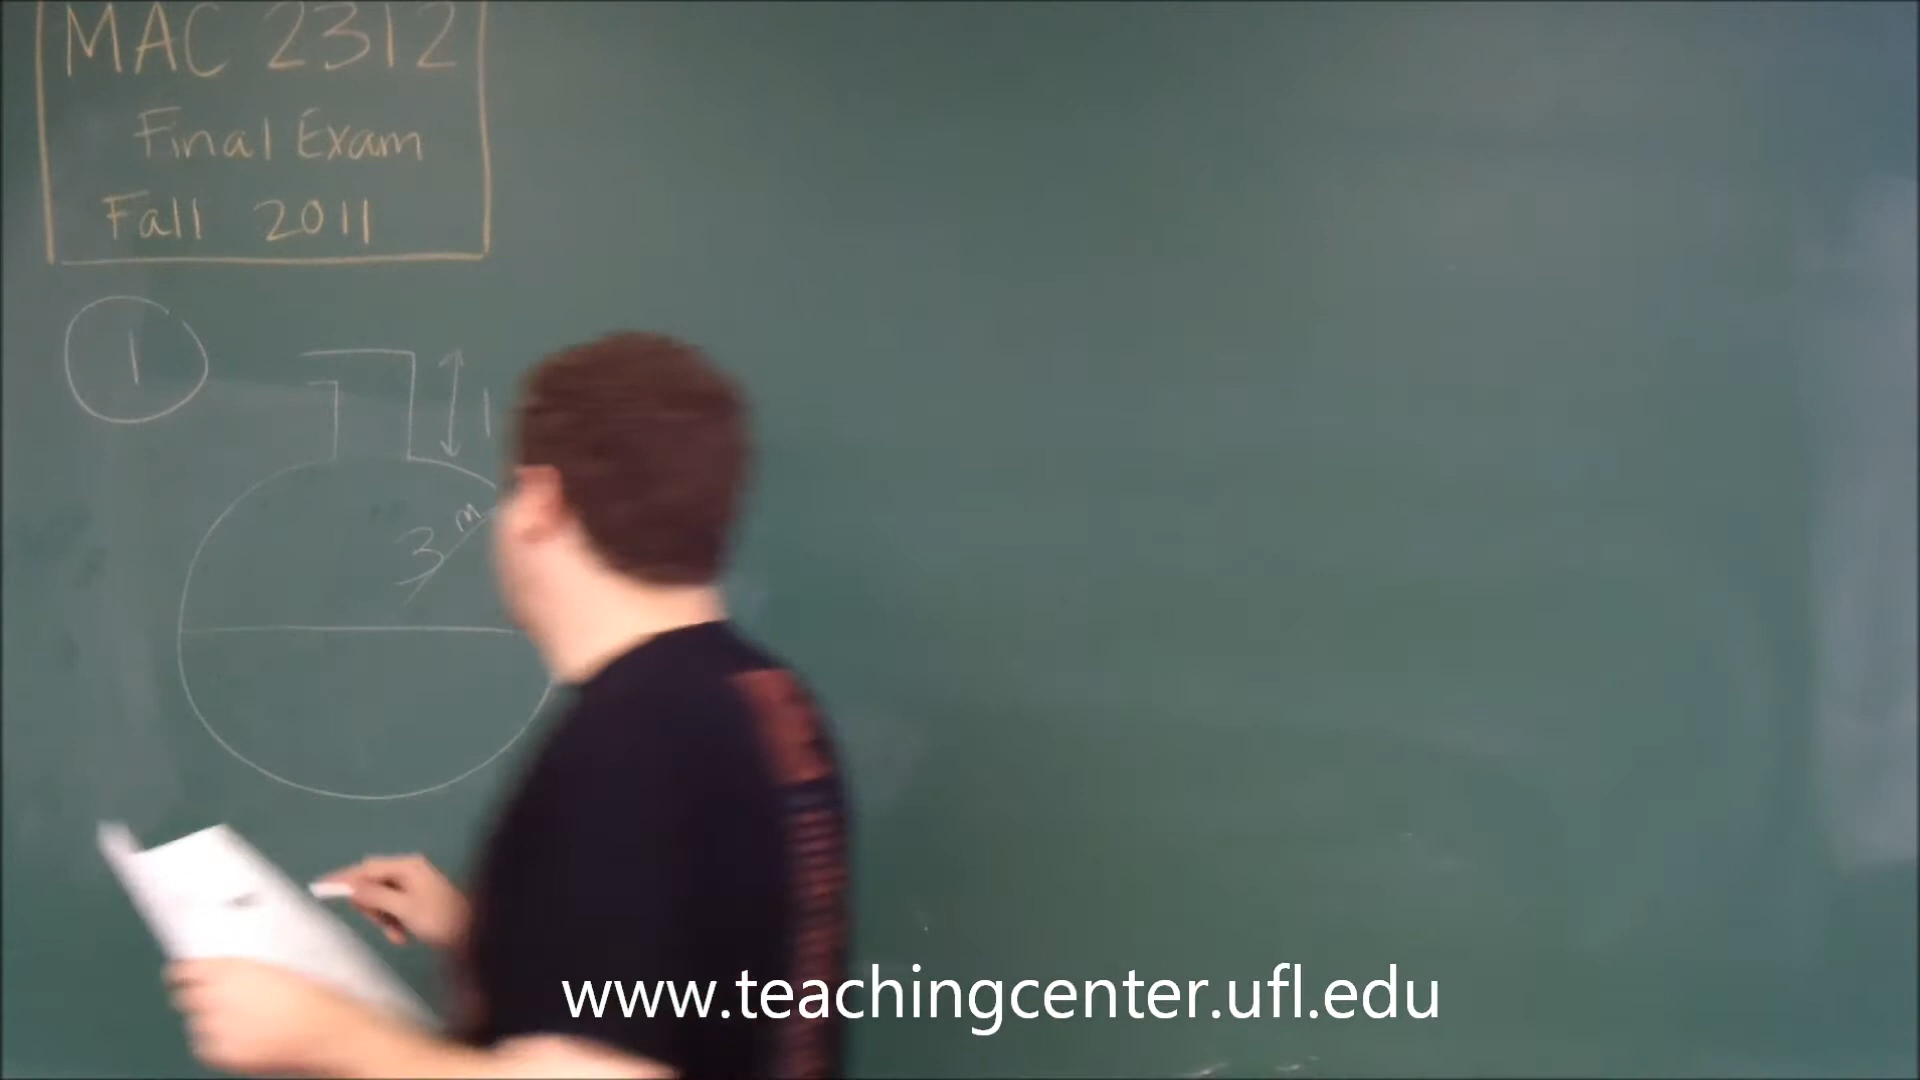 MAC 2312
Final Exam
Fall 2011
1
1
3 m
www.teachingcenter.ufl.edu